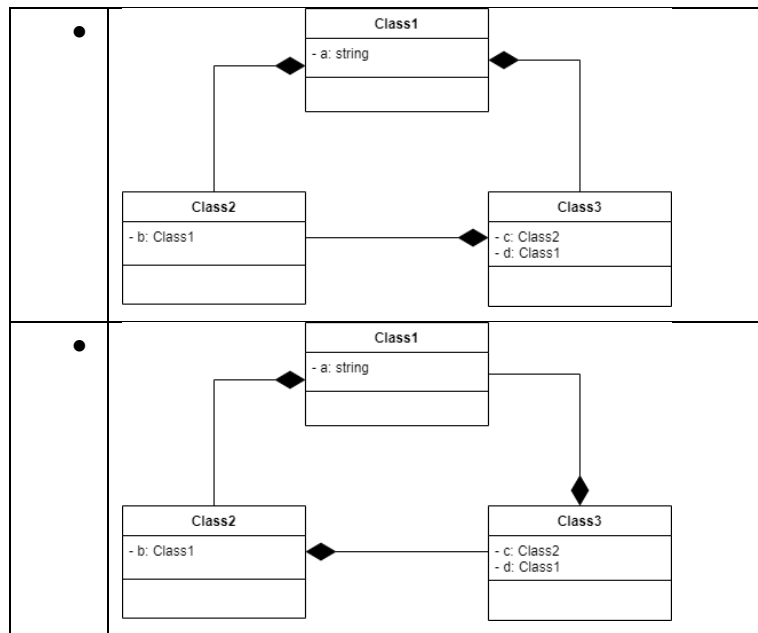 Class1
- a: string
Class2
- b: Class1
Class3
- c: Class2
- d: Class1
Class1
- a: string
Class2
- b: Class1
Class3
- c: Class2
- d: Class1